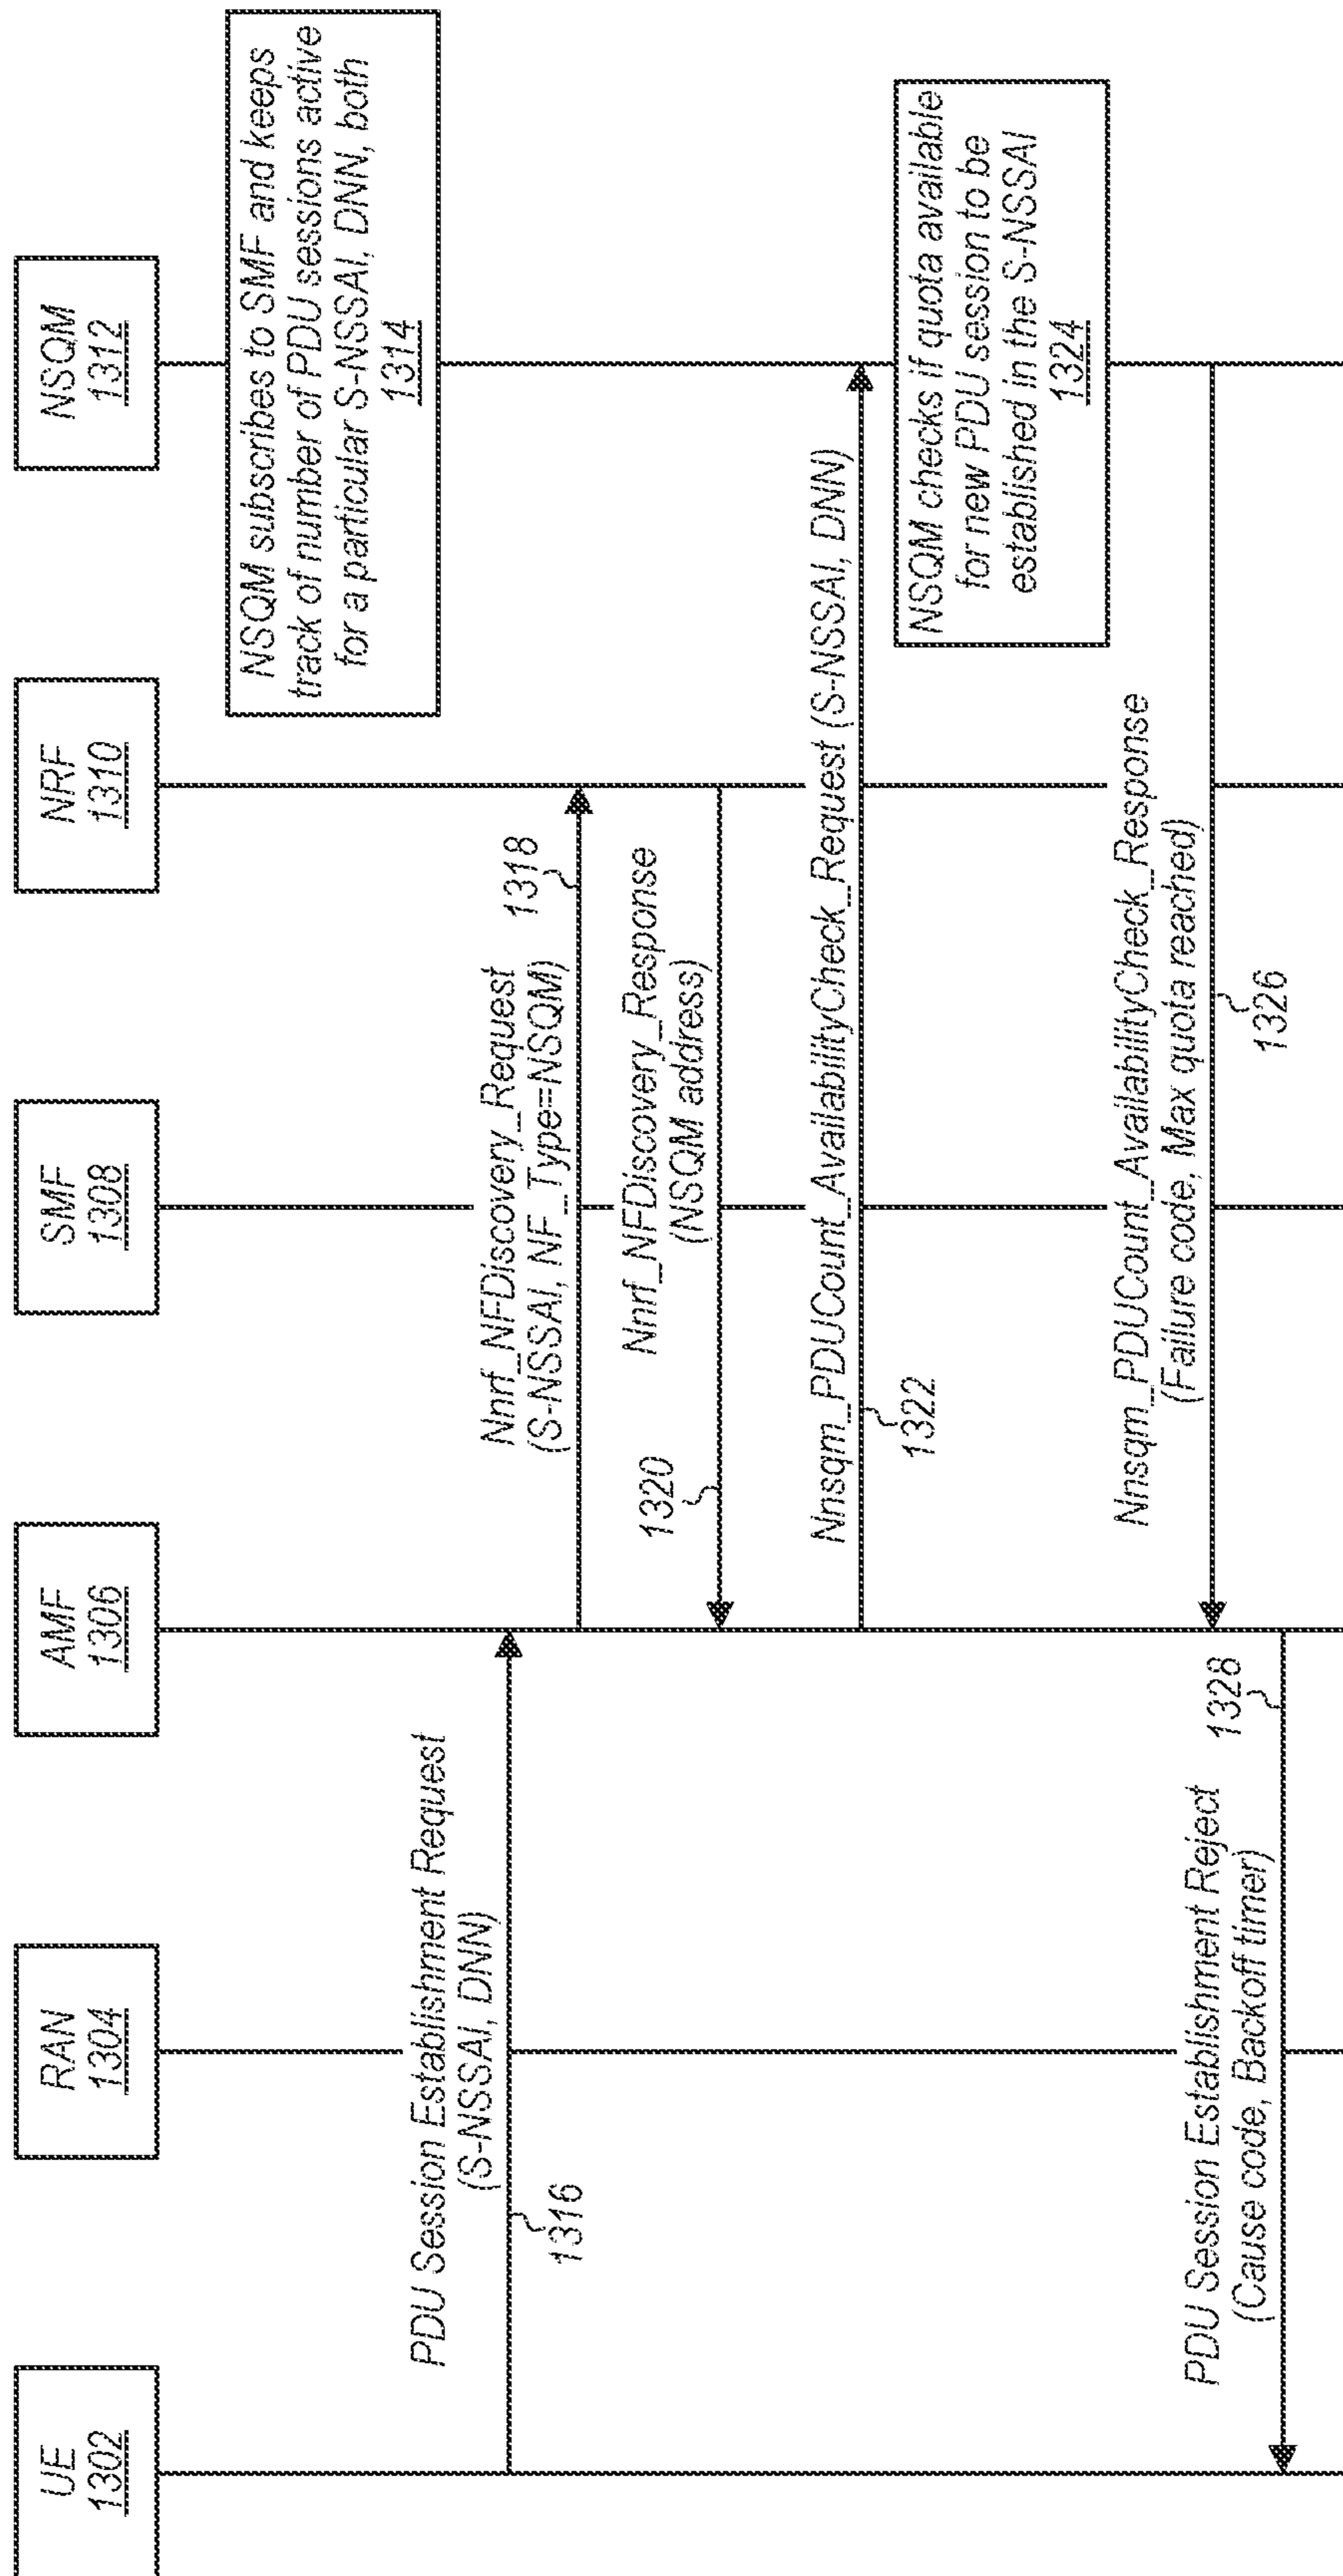 UE
1302
RAN
1304
AMF
1306
SMF
1308
NRF
1310
NSQM
1312
NSQM subscribes to SMF and keeps
track of number of PDU sessions active
for a particular S-NSSAI, DNN, both
1314
PDU Session Establishment Request
(S-NSSAI, DNN)
1316
Nnrf_NFDiscovery_Request
(S-NSSAI, NF_Type=NSQM)
1318
Nnrf_NFDiscovery_Response
(NSQM address)
1320
Nnsqm_PDUCount_AvailabilityCheck_Request (S-NSSAI, DNN)
1322
NSQM checks if quota available
for new PDU session to be
established in the S-NSSAI
1324
Nnsqm_PDUCount_AvailabilityCheck_Response
(Failure code, Max quota reached)
1326
PDU Session Establishment Reject
(Cause code, Backoff timer)
1328